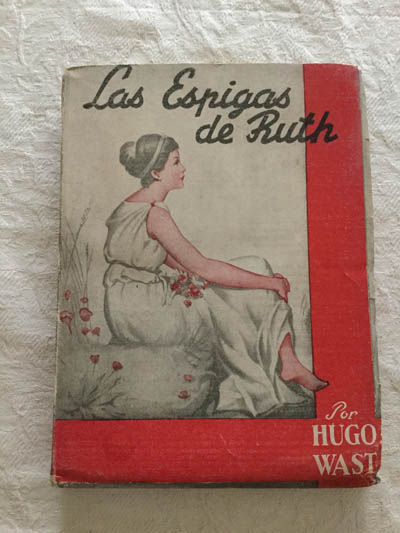 Las Espigas
de Ruth
Por
HUGO
WAST